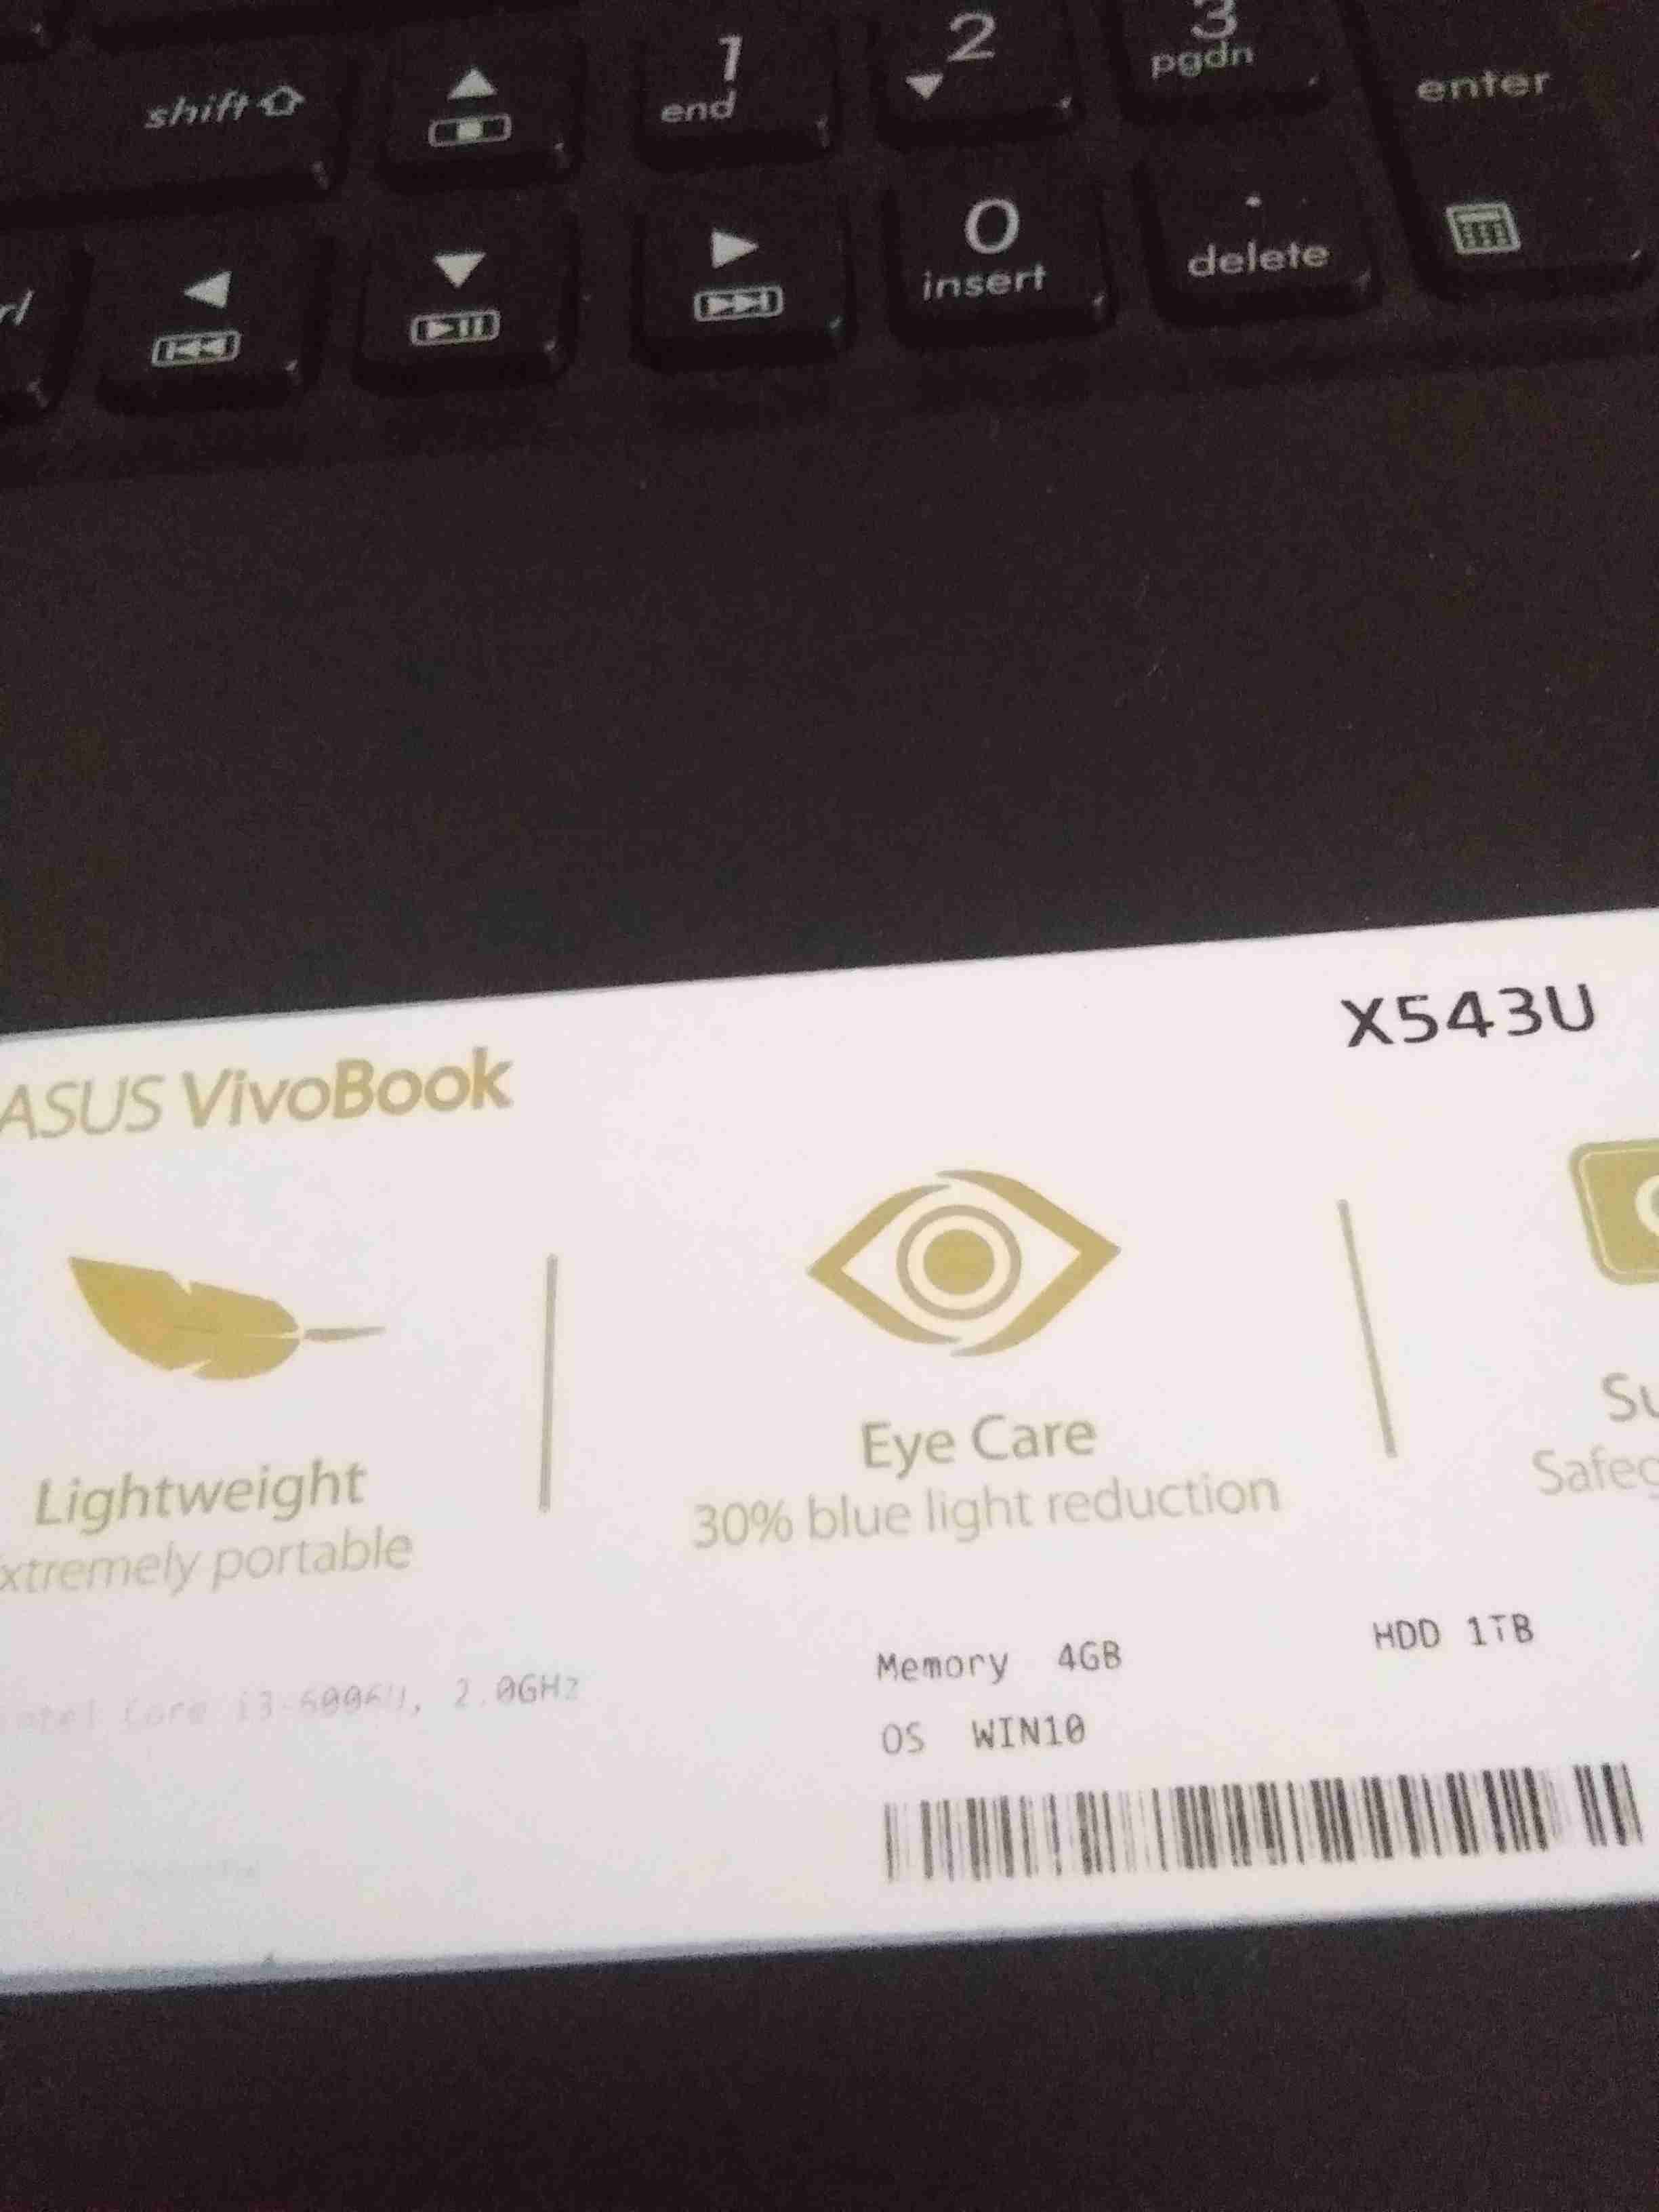 shift
1
end
2
3
pgdn
enter
0
insert
.
delete
X543U
ASUS VivoBook
Lightweight
xtremely portable
Eye Care
30% blue light reduction
Su
Safeg
Intel Core i3-6006U, 2.0GHz
Memory 4GB
HDD 1TB
OS WIN10